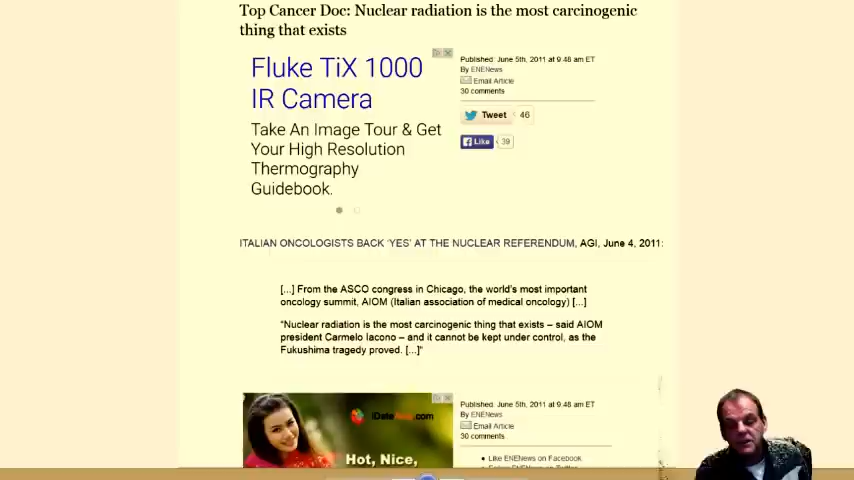 Top Cancer Doc: Nuclear radiation is the most carcinogenic
thing that exists
Fluke TiX 1000
IR Camera
Take An Image Tour & Get
Your High Resolution
Thermography
Guidebook.
Published: June 5th, 2011 at 9:48 am ET
By ENENews
Email Article
30 comments
Tweet 46
Like 39
ITALIAN ONCOLOGISTS BACK 'YES' AT THE NUCLEAR REFERENDUM, AGI, June 4, 2011:
[...] From the ASCO congress in Chicago, the world's most important
oncology summit, AIOM (Italian association of medical oncology) [...]
"Nuclear radiation is the most carcinogenic thing that exists – said AIOM
president Carmelo Iacono – and it cannot be kept under control, as the
Fukushima tragedy proved. [...]"
Hot, Nice,
Published: June 5th, 2011 at 9:48 am ET
By ENENews
Email Article
30 comments
Like ENENews on Facebook